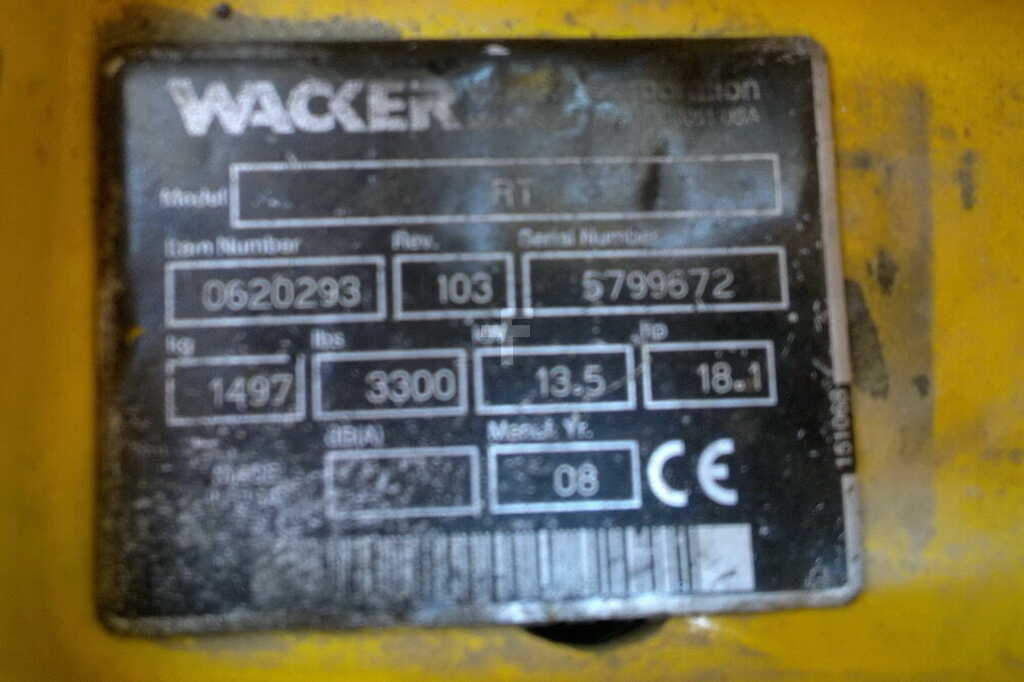 WACKER
Model RT
Item Number Rev. Serial Number
0620293 103 5799672
kg lbs kW hp
1497 3300 13.5 18.1
dB(A) Manuf. Yr.
08 CE